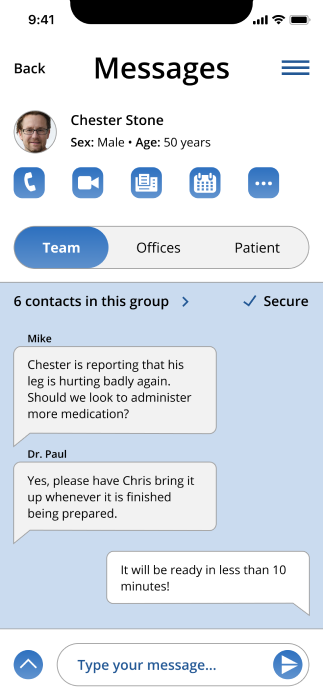 9:41
Back
Messages
Chester Stone
Sex: Male • Age: 50 years
Team
Offices
Patient
6 contacts in this group
Secure
Mike
Chester is reporting that his
leg is hurting badly again.
Should we look to administer
more medication?
Dr. Paul
Yes, please have Chris bring it
up whenever it is finished
being prepared.
It will be ready in less than 10
minutes!
Type your message...